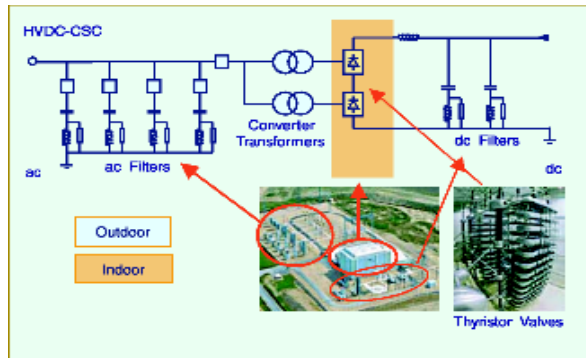 HVDC-CSC
Converter
Transformers
ac
ac Filters
dc Filters
dc
Outdoor
Indoor
Thyristor Valves